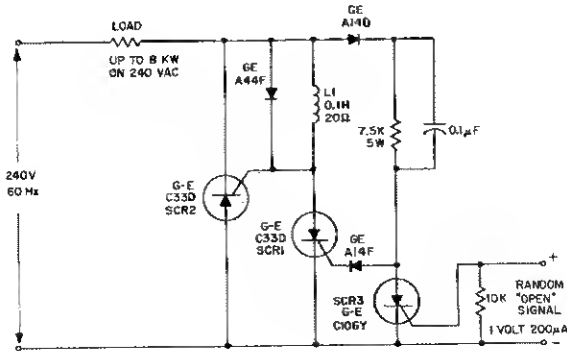 GE
A14D
LOAD
UP TO 8 KW
ON 240 VAC
GE
A44F
L1
0.1H
20Ω
7.5K
5W
0.1μF
240V
60 Hz
G-E
C33D
SCR2
G-E
C33D
SCR1
GE
A14F
SCR3
G-E
C106Y
10K
+
RANDOM
"OPEN"
SIGNAL
1 VOLT 200μA
-